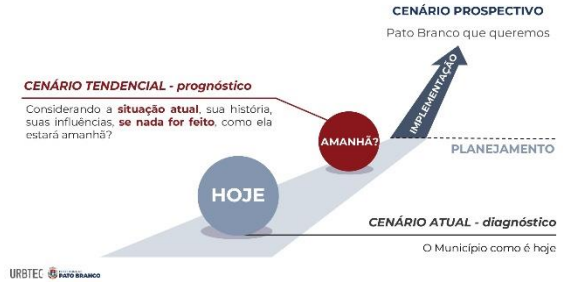 CENÁRIO PROSPECTIVO
Pato Branco que queremos
IMPLEMENTAÇÃO
CENÁRIO TENDENCIAL - prognóstico
Considerando a situação atual, sua história,
suas influências, se nada for feito, como ela
estará amanhã?
AMANHÃ?
PLANEJAMENTO
HOJE
CENÁRIO ATUAL - diagnóstico
O Município como é hoje
URBTEC
PATO BRANCO